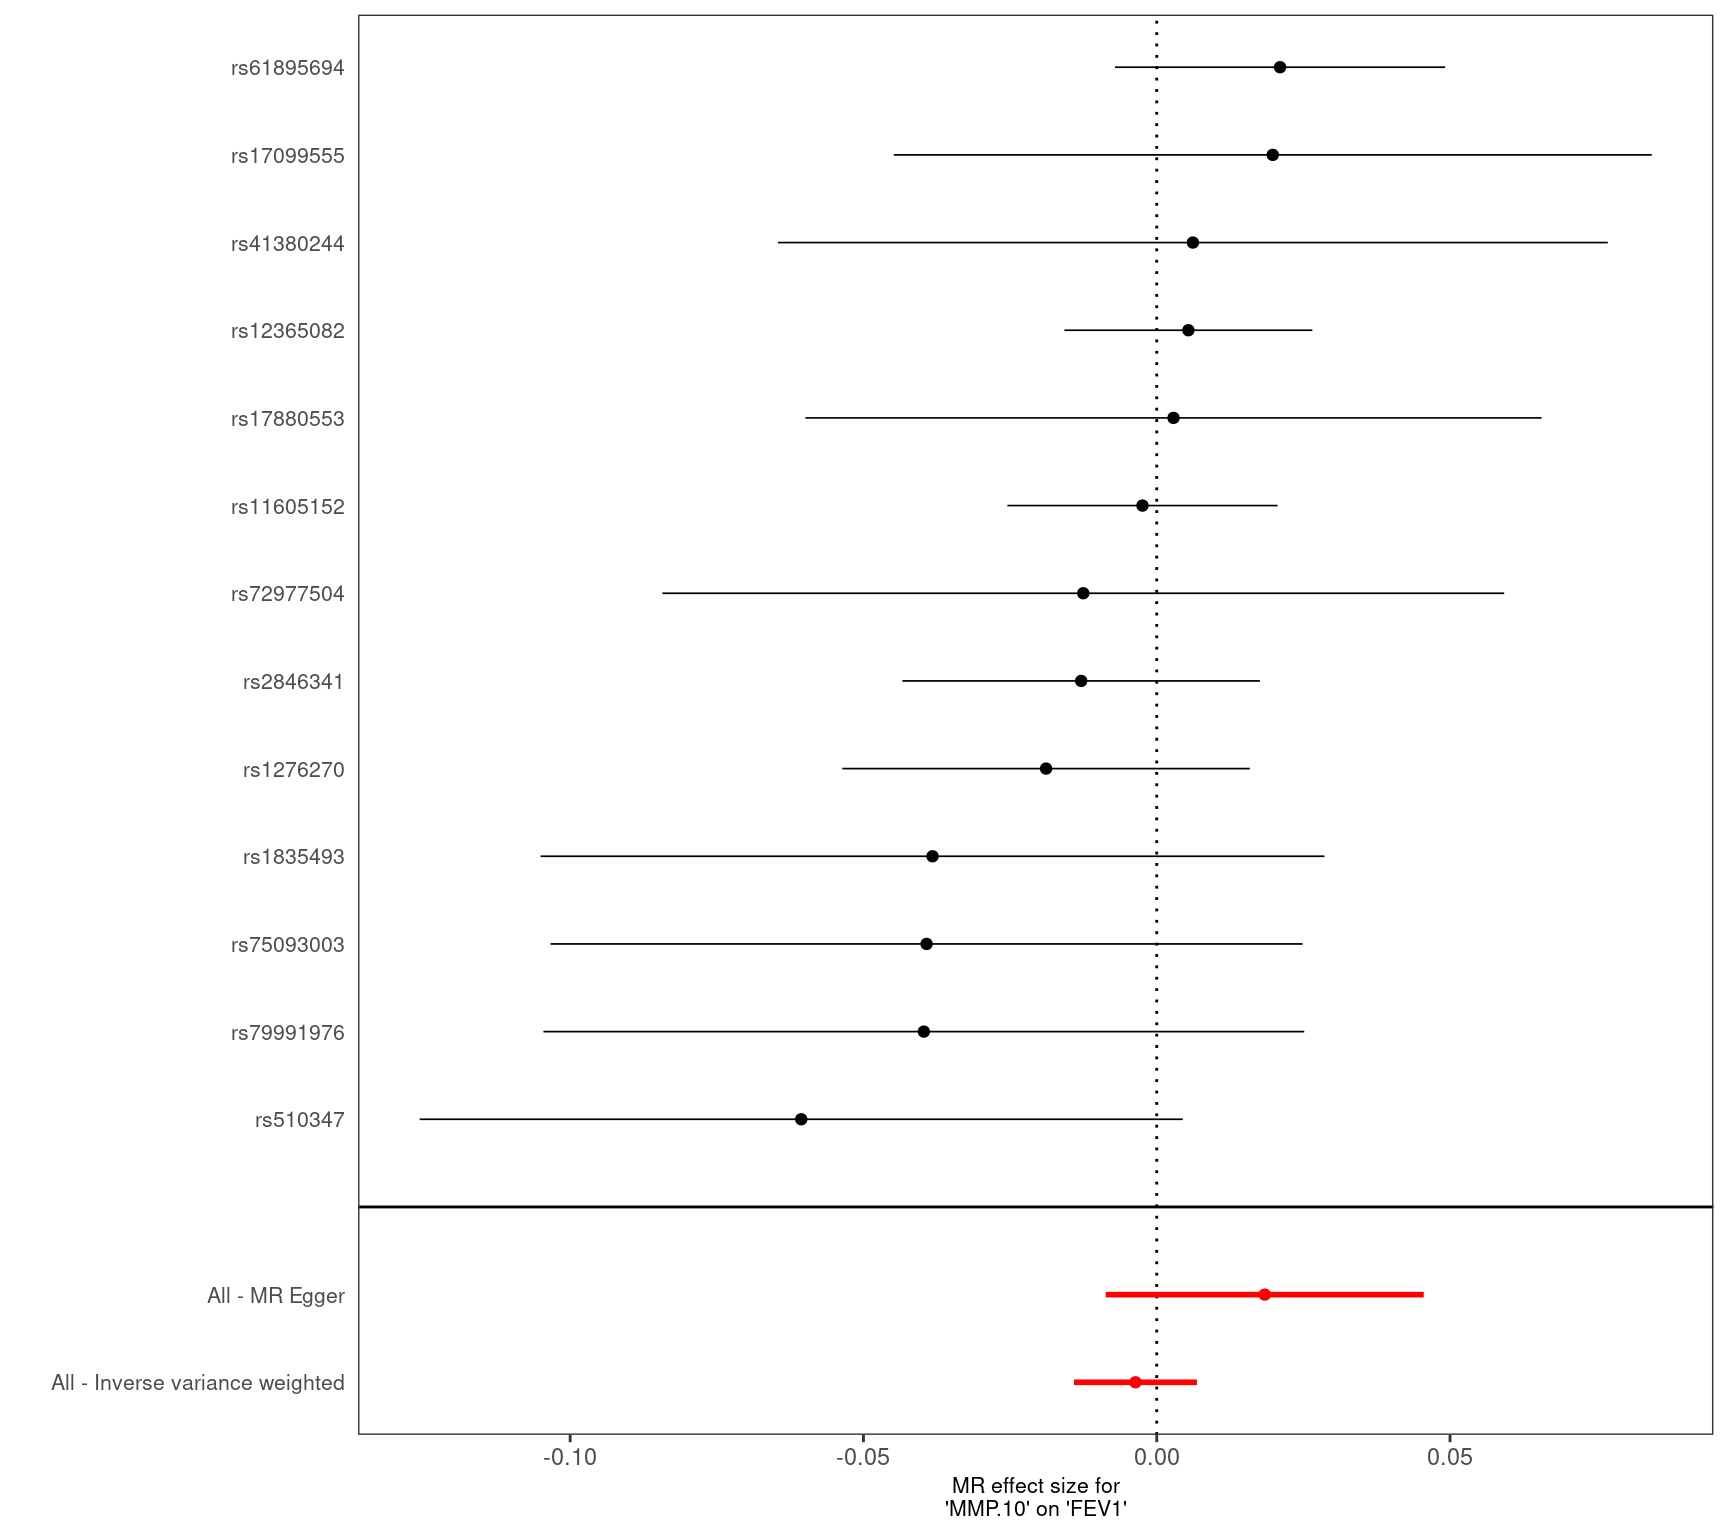 rs61895694
rs17099555
rs41380244
rs12365082
rs17880553
rs11605152
rs72977504
rs2846341
rs1276270
rs1835493
rs75093003
rs79991976
rs510347
All - MR Egger
All - Inverse variance weighted
-0.10 -0.05 0.00 0.05
MR effect size for
'MMP.10' on 'FEV1'